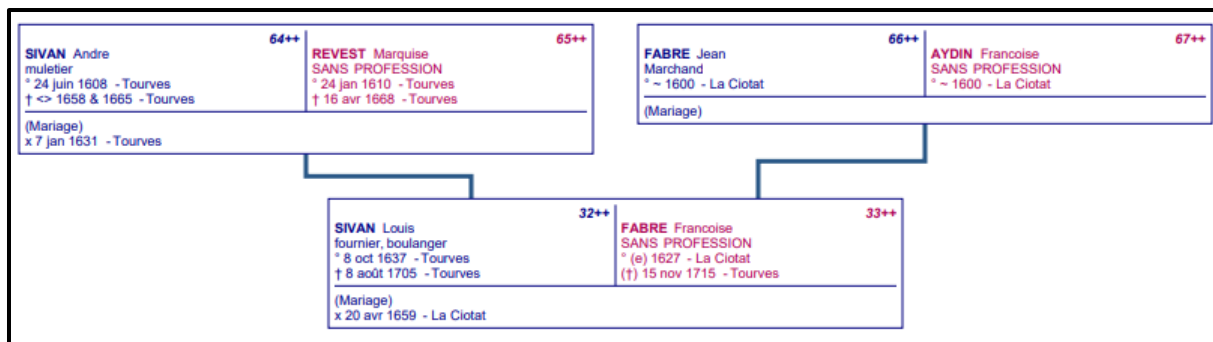 64++
SIVAN Andre
muletier
° 24 juin 1608 - Tourves
† <> 1658 & 1665 - Tourves
65++
REVEST Marquise
SANS PROFESSION
° 24 jan 1610 - Tourves
† 16 avr 1668 - Tourves
(Mariage)
x 7 jan 1631 - Tourves
66++
FABRE Jean
Marchand
° ~ 1600 - La Ciotat
67++
AYDIN Francoise
SANS PROFESSION
° ~ 1600 - La Ciotat
(Mariage)
32++
SIVAN Louis
fournier, boulanger
° 8 oct 1637 - Tourves
† 8 août 1705 - Tourves
33++
FABRE Francoise
SANS PROFESSION
° (e) 1627 - La Ciotat
(†) 15 nov 1715 - Tourves
(Mariage)
x 20 avr 1659 - La Ciotat